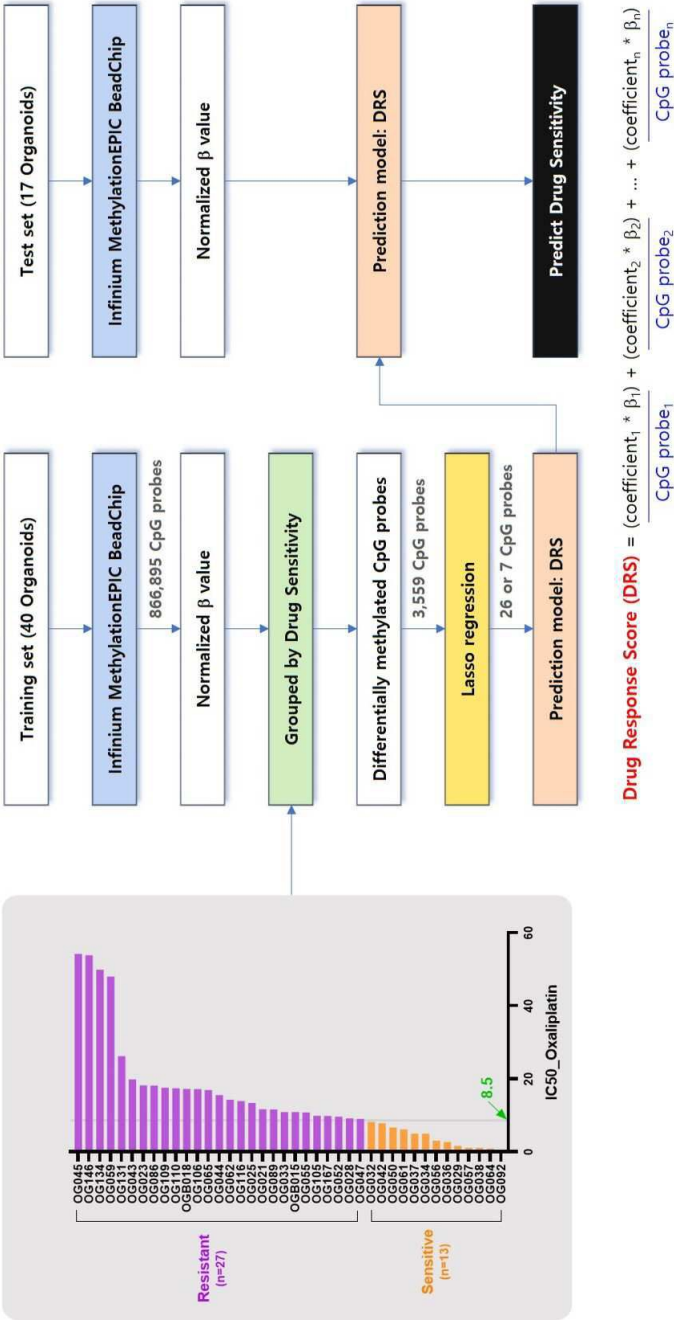 Resistant
(n=27)
Sensitive
(n=13)
OG045
OG146
OG134
OG059
OG131
OG043
OG023
OG086
OG109
OG110
OGB018
OG106
OG065
OG044
OG062
OG116
OG025
OG021
OG089
OG033
OGB015
OG055
OG105
OG167
OG052
OG028
OG047
OG032
OG042
OG050
OG061
OG037
OG034
OG056
OG036
OG029
OG057
OG038
OG064
OG092
8.5
0 20 40 60
IC50_Oxaliplatin
Training set (40 Organoids)
Infinium MethylationEPIC BeadChip
866,895 CpG probes
Normalized β value
Grouped by Drug Sensitivity
Differentially methylated CpG probes
3,559 CpG probes
Lasso regression
26 or 7 CpG probes
Prediction model: DRS
Test set (17 Organoids)
Infinium MethylationEPIC BeadChip
Normalized β value
Prediction model: DRS
Predict Drug Sensitivity
Drug Response Score (DRS) = (coefficient₁ * β₁) + (coefficient₂ * β₂) + ... + (coefficientₙ * βₙ)
CpG probe₁ CpG probe₂ CpG probeₙ